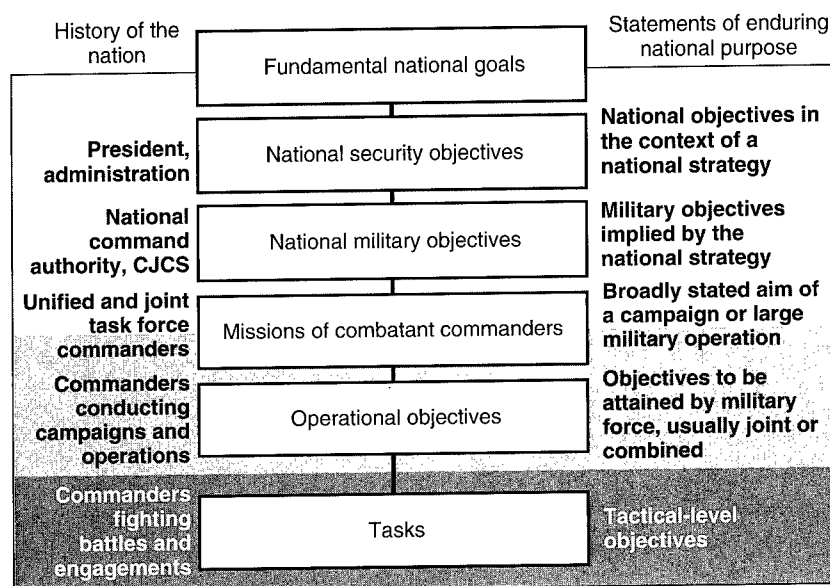 History of the
nation
Fundamental national goals
Statements of enduring
national purpose
President,
administration
National security objectives
National objectives in
the context of a
national strategy
National
command
authority, CJCS
National military objectives
Military objectives
implied by the
national strategy
Unified and joint
task force
commanders
Missions of combatant commanders
Broadly stated aim of
a campaign or large
military operation
Commanders
conducting
campaigns and
operations
Operational objectives
Objectives to be
attained by military
force, usually joint or
combined
Commanders
fighting
battles and
engagements
Tasks
Tactical-level
objectives